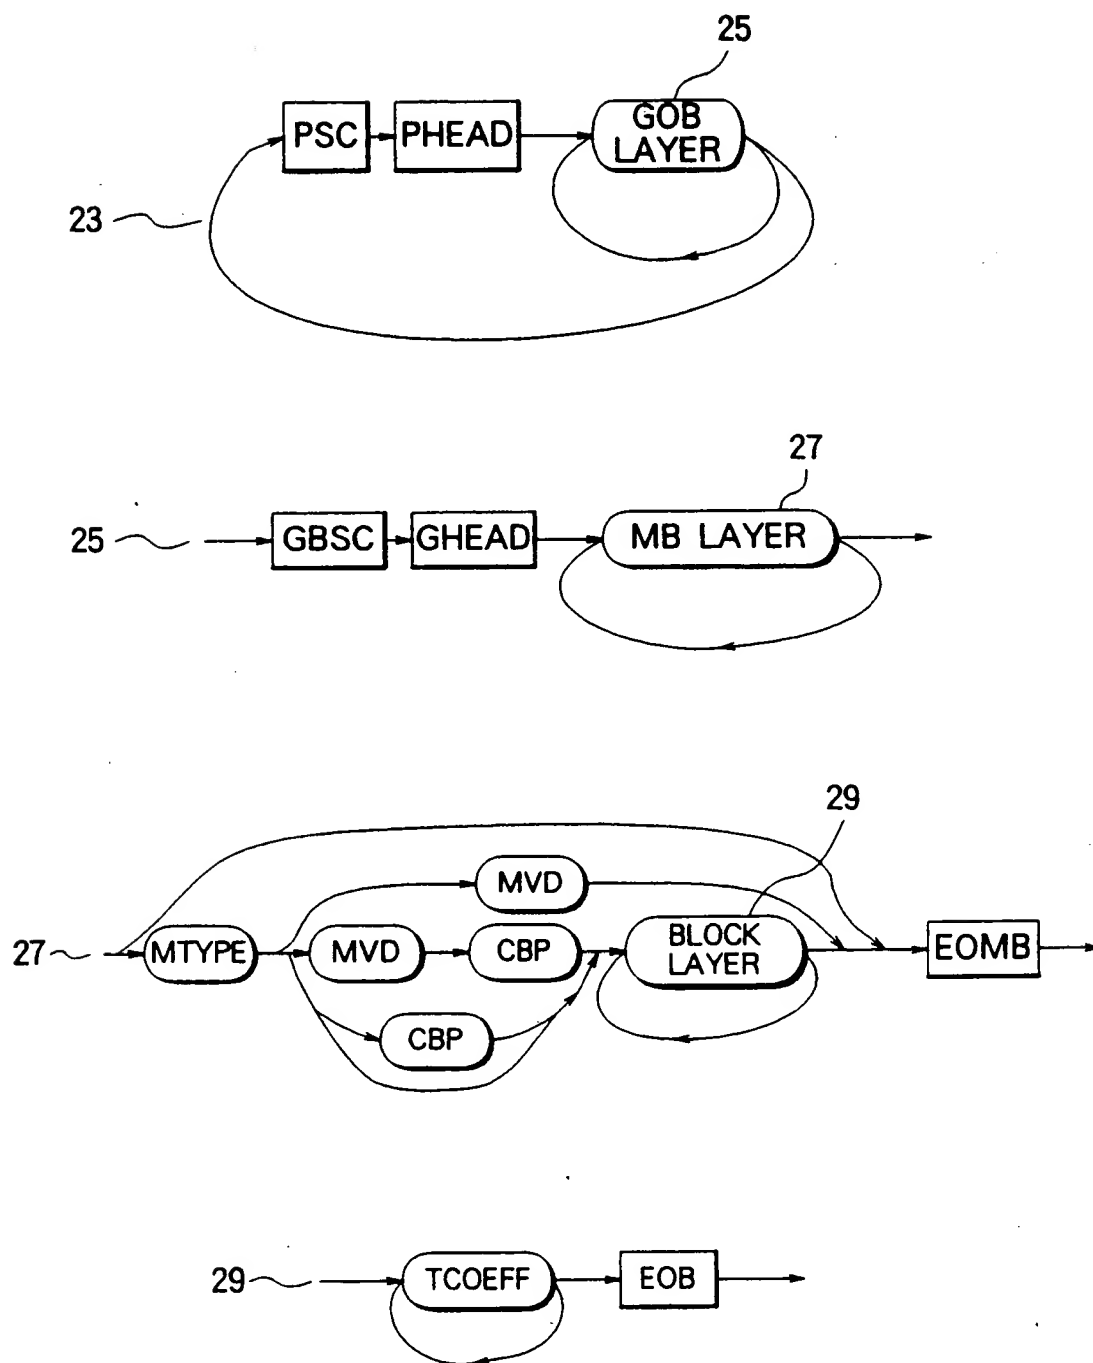 25
PSC
PHEAD
GOB
LAYER
23
27
25
GBSC
GHEAD
MB LAYER
29
MVD
27
MTYPE
MVD
CBP
BLOCK
LAYER
EOMB
CBP
29
TCOEFF
EOB